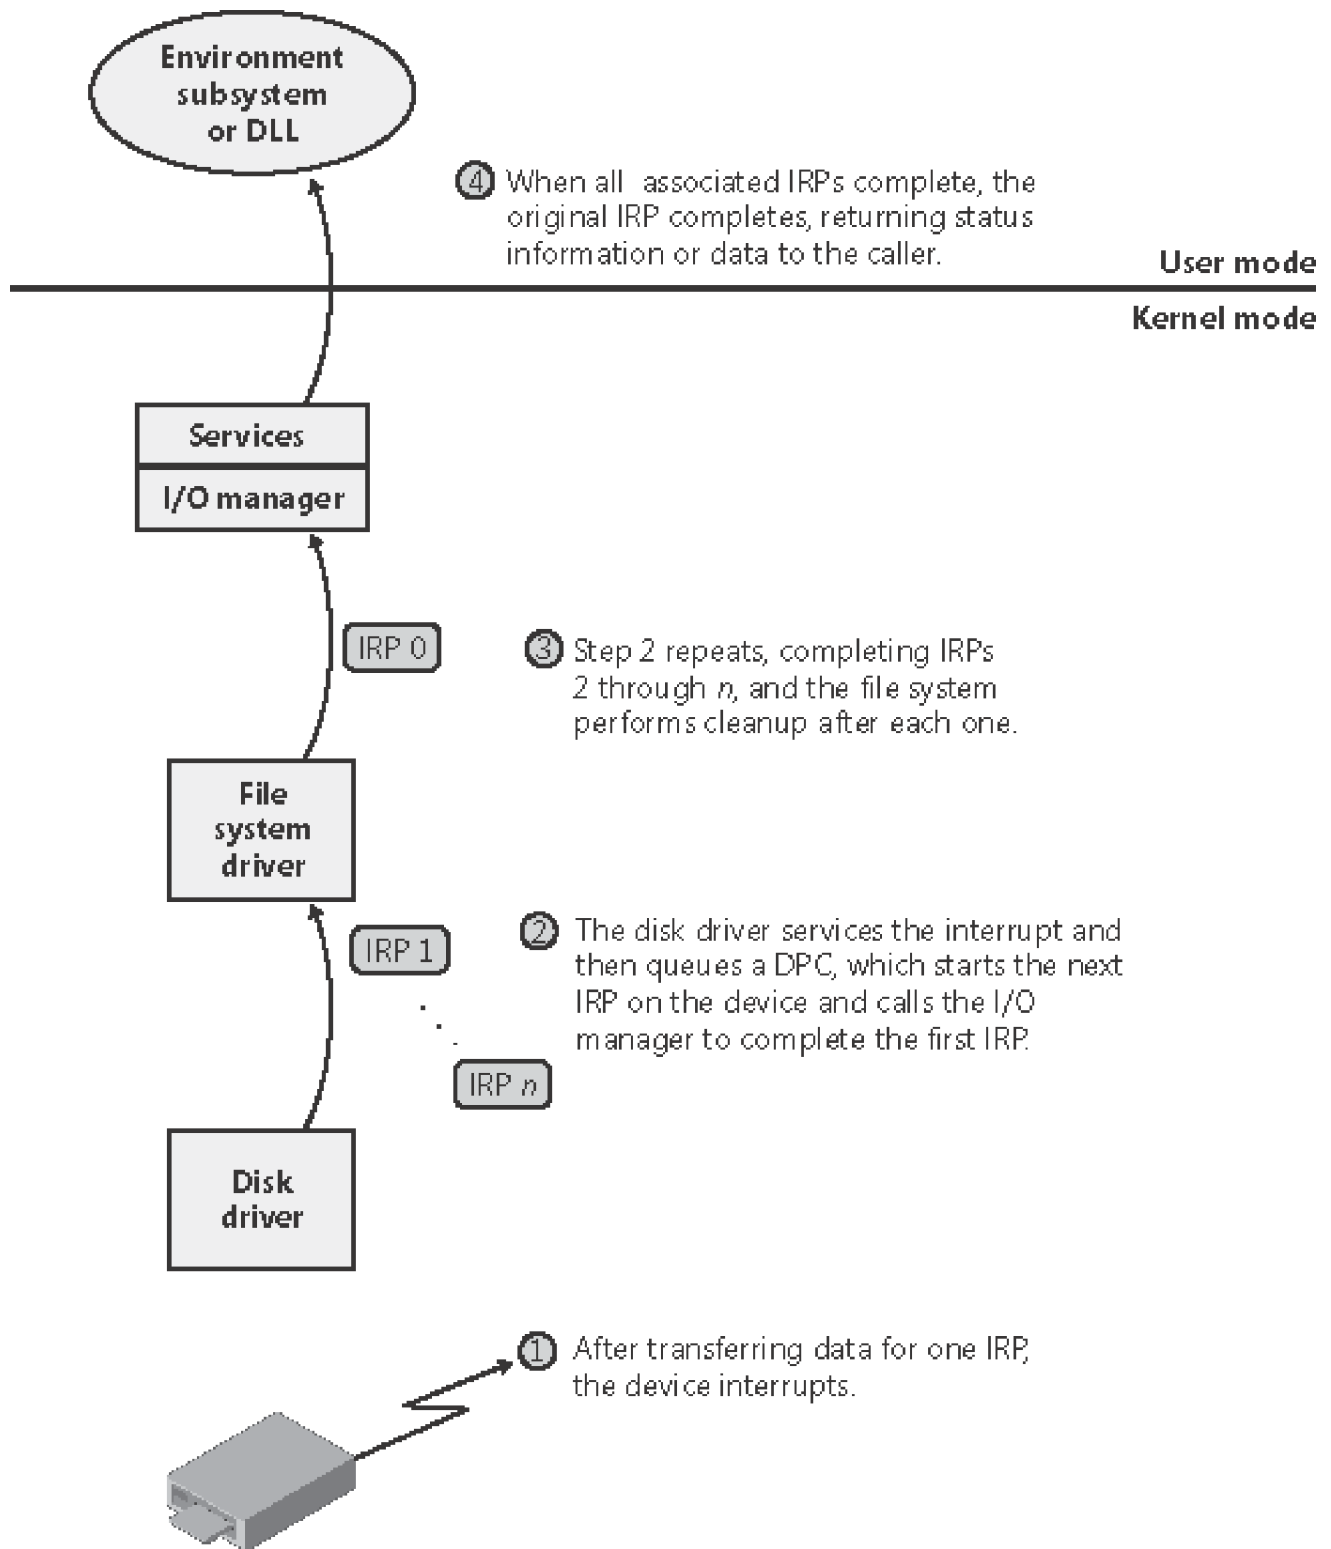 Environment
subsystem
or DLL
4 When all associated IRPs complete, the
original IRP completes, returning status
information or data to the caller.
User mode
Kernel mode
Services
I/O manager
IRP 0
3 Step 2 repeats, completing IRPs
2 through n, and the file system
performs cleanup after each one.
File
system
driver
IRP 1
2 The disk driver services the interrupt and
then queues a DPC, which starts the next
IRP on the device and calls the I/O
manager to complete the first IRP.
IRP n
Disk
driver
1 After transferring data for one IRP,
the device interrupts.